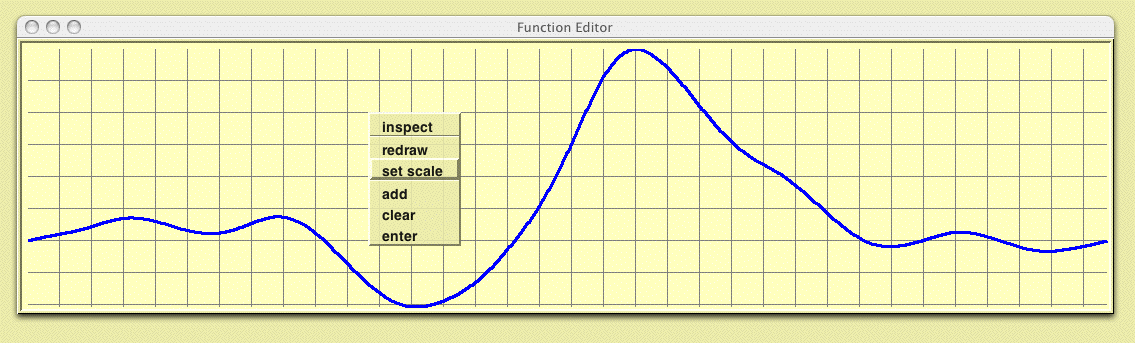 Function Editor
inspect
redraw
set scale
add
clear
enter